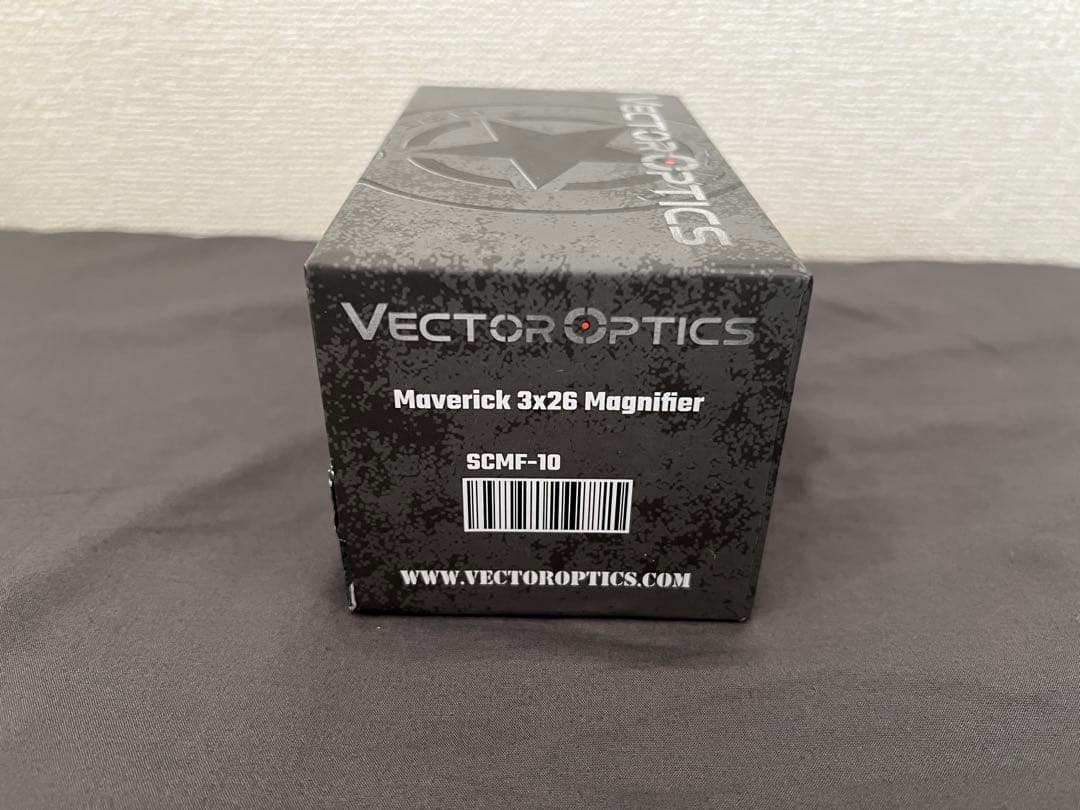 VECTOR OPTICS
VECTOR OPTICS
Maverick 3x26 Magnifier
SCMF-10
WWW.VECTOROPTICS.COM